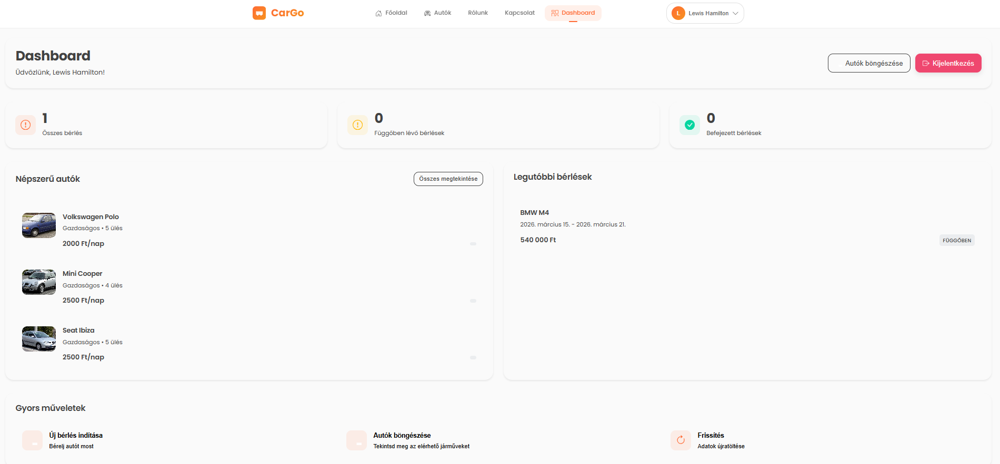 CarGo
Főoldal
Autók
Rólunk
Kapcsolat
Dashboard
L
Lewis Hamilton
Dashboard
Üdvözlünk, Lewis Hamilton!
Autók böngészése
Kijelentkezés
1
Összes bérlés
0
Függőben lévő bérlések
0
Befejezett bérlések
Népszerű autók
Összes megtekintése
Volkswagen Polo
Gazdaságos • 5 ülés
2000 Ft/nap
Mini Cooper
Gazdaságos • 4 ülés
2500 Ft/nap
Seat Ibiza
Gazdaságos • 5 ülés
2500 Ft/nap
Legutóbbi bérlések
BMW M4
2026. március 15. - 2026. március 21.
540 000 Ft
FÜGGŐBEN
Gyors műveletek
Új bérlés indítása
Bérelj autót most
Autók böngészése
Tekintsd meg az elérhető járműveket
Frissítés
Adatok újratöltése